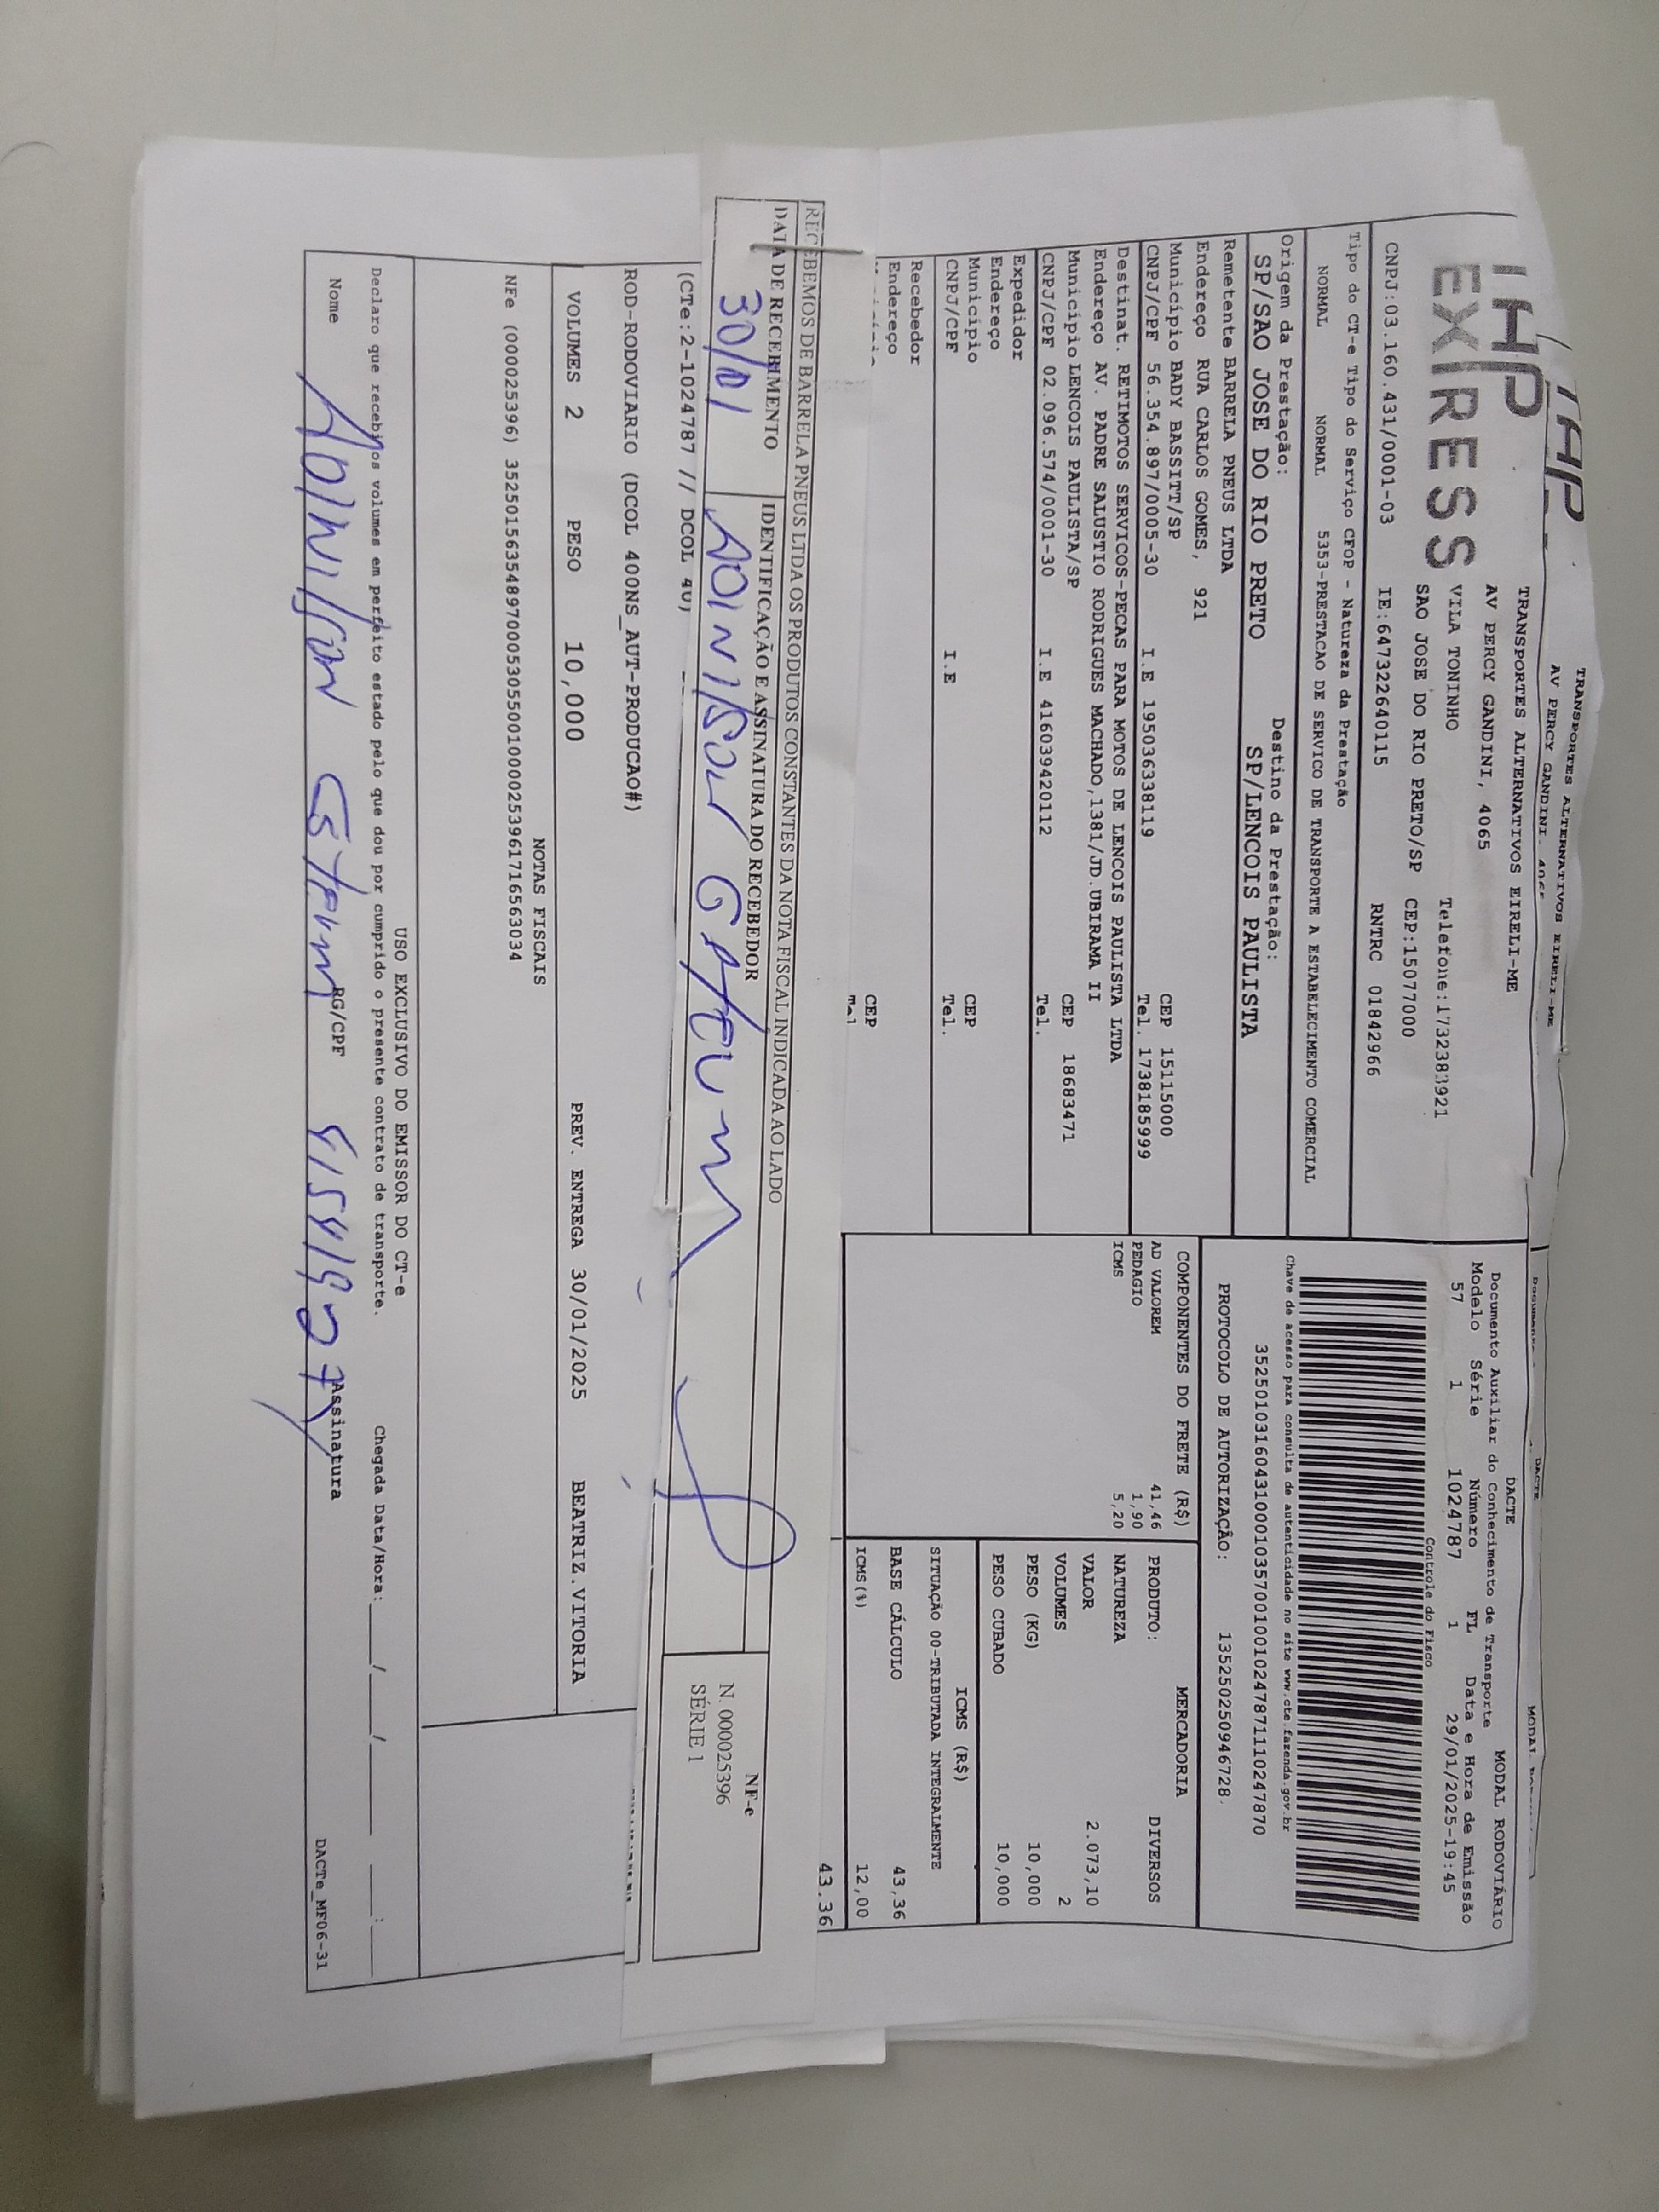 TRANSPORTES ALTERNATIVOS EIRELI-ME
AV PERCY GANDINI, 4065
EXPRESS
TRANSPORTES ALTERNATIVOS EIRELI-ME
AV PERCY GANDINI, 4065
VILA TONINHO Telefone:1732383921
SAO JOSE DO RIO PRETO/SP CEP:15077000
CNPJ:03.160.431/0001-03 IE:647322640115 RNTRC 01842966
Tipo do CT-e Tipo do Serviço CFOP - Natureza da Prestação
NORMAL NORMAL 5353-PRESTACAO DE SERVICO DE TRANSPORTE A ESTABELECIMENTO COMERCIAL
Origem da Prestação: Destino da Prestação:
SP/SAO JOSE DO RIO PRETO SP/LENCOIS PAULISTA
Remetente BARRELA PNEUS LTDA
Endereço RUA CARLOS GOMES, 921
Município BADY BASSITT/SP CEP 15115000
CNPJ/CPF 56.354.897/0005-30 I.E 195036338119 Tel. 1738185999
Destinat. RETIMOTOS SERVICOS-PECAS PARA MOTOS DE LENCOIS PAULISTA LTDA
Endereço AV. PADRE SALUSTIO RODRIGUES MACHADO,1381/JD.UBIRAMA II
Município LENCOIS PAULISTA/SP CEP 18683471
CNPJ/CPF 02.096.574/0001-30 I.E 416039420112 Tel.
Expedidor
Endereço
Município CEP
CNPJ/CPF I.E Tel.
Recebedor
Endereço
CEP
Tel
DACTE MODAL RODOVIÁRIO
Documento Auxiliar do Conhecimento de Transporte
Modelo Série Número FL Data e Hora de Emissão
57 1 1024787 1 29/01/2025-19:45
Controle do Fisco
Chave de acesso para consulta de autenticidade no site www.cte.fazenda.gov.br
35250103160431000103570010010247871110247870
PROTOCOLO DE AUTORIZAÇÃO: 135250250946728.
COMPONENTES DO FRETE (R$)
AD VALOREM 41,46
PEDAGIO 1,90
ICMS 5,20
MERCADORIA
PRODUTO: DIVERSOS
NATUREZA
VALOR 2.073,10
VOLUMES 2
PESO (KG) 10,000
PESO CUBADO 10,000
ICMS (R$)
SITUAÇÃO 00-TRIBUTADA INTEGRALMENTE
BASE CÁLCULO 43,36
ICMS(%) 12,00
43.36
RECEBEMOS DE BARRELA PNEUS LTDA OS PRODUTOS CONSTANTES DA NOTA FISCAL INDICADA AO LADO
DATA DE RECEBIMENTO IDENTIFICAÇÃO E ASSINATURA DO RECEBEDOR
30/01
NF-e
N. 000025396
SÉRIE 1
(CTe:2-1024787 // DCOL 40)
ROD-RODOVIARIO (DCOL 400NS_AUT-PRODUCAO#)
VOLUMES 2 PESO 10,000 PREV. ENTREGA 30/01/2025 BEATRIZ.VITORIA
NOTAS FISCAIS
NFe (000025396) 35250156354897000530550010000253961716563034
USO EXCLUSIVO DO EMISSOR DO CT-e
Declaro que recebi os volumes em perfeito estado pelo que dou por cumprido o presente contrato de transporte. Chegada Data/Hora:____/____/____ ____:____
Nome RG/CPF Assinatura
DACTe_MF06-31